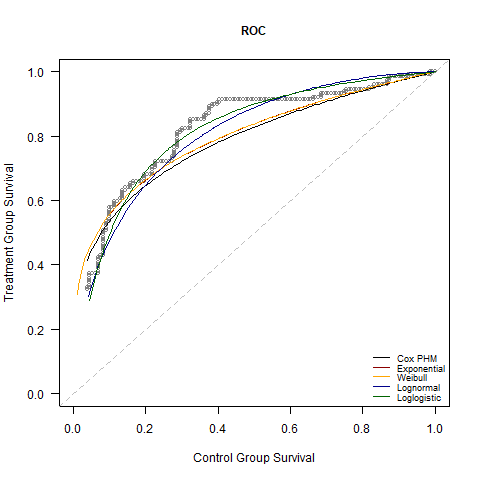 ROC
Treatment Group Survival
1.0
0.8
0.6
0.4
0.2
0.0
Cox PHM
Exponential
Weibull
Lognormal
Loglogistic
0.0 0.2 0.4 0.6 0.8 1.0
Control Group Survival